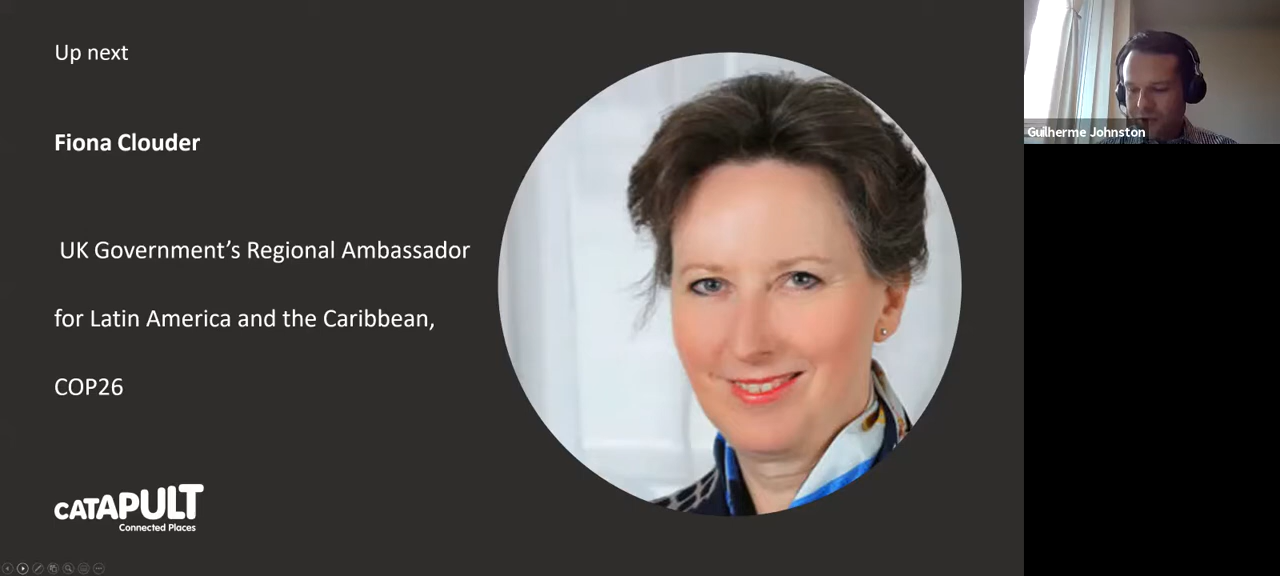 Up next
Fiona Clouder
UK Government’s Regional Ambassador
for Latin America and the Caribbean,
COP26
CATAPULT
Connected Places
Guilherme Johnston